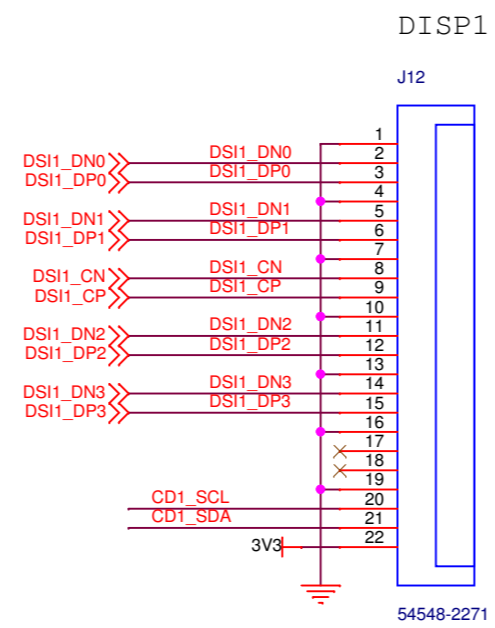 DISP1
J12
1
DSI1_DN0 DSI1_DN0 2
DSI1_DP0 DSI1_DP0 3
4
DSI1_DN1 DSI1_DN1 5
DSI1_DP1 DSI1_DP1 6
7
DSI1_CN DSI1_CN 8
DSI1_CP DSI1_CP 9
10
DSI1_DN2 DSI1_DN2 11
DSI1_DP2 DSI1_DP2 12
13
DSI1_DN3 DSI1_DN3 14
DSI1_DP3 DSI1_DP3 15
16
17
18
19
CD1_SCL 20
CD1_SDA 21
3V3 22
54548-2271